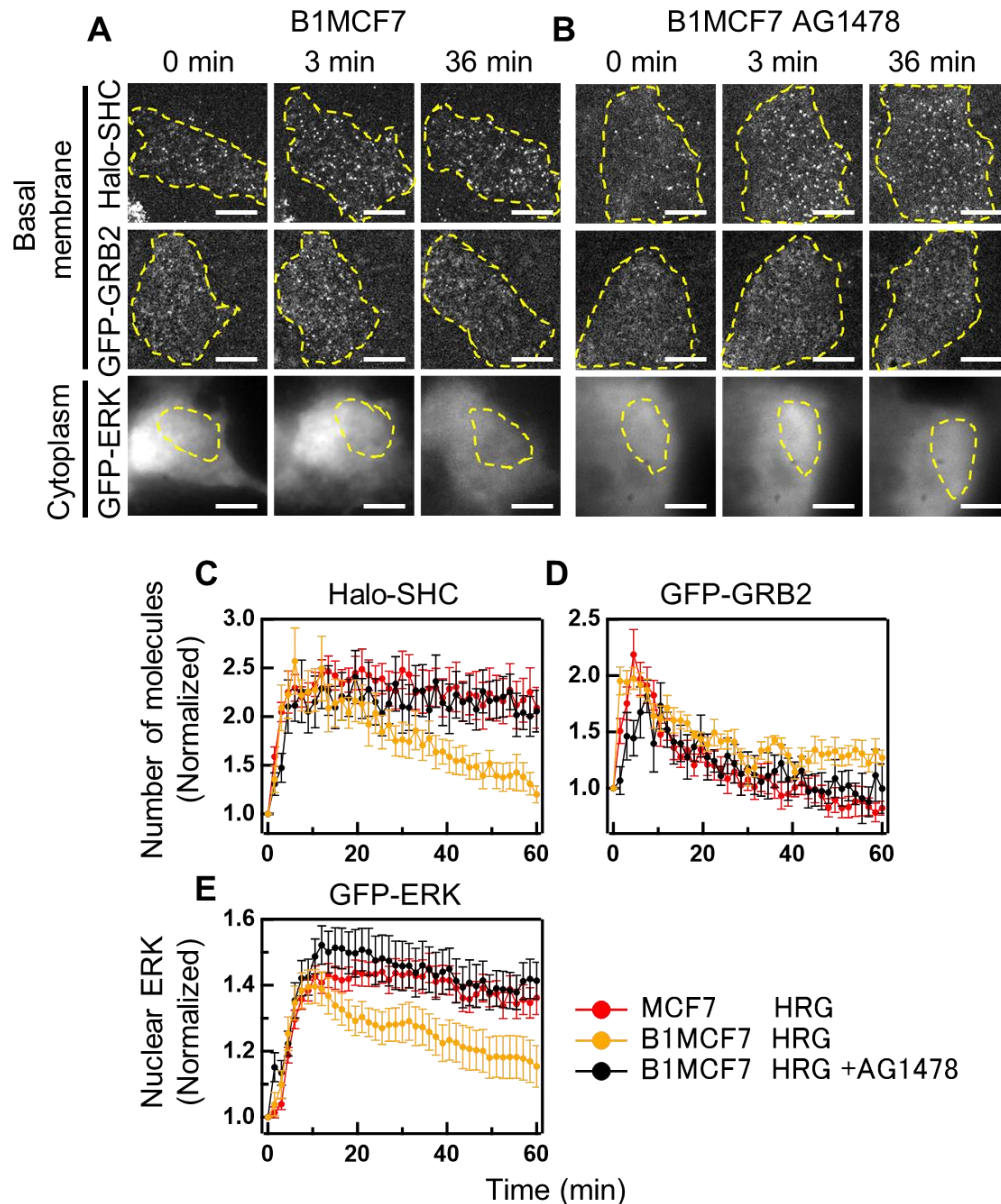 A B1MCF7 B B1MCF7 AG1478
0 min 3 min 36 min 0 min 3 min 36 min
Basal
membrane
Halo-SHC
GFP-GRB2
Cytoplasm
GFP-ERK
C Halo-SHC D GFP-GRB2
Number of molecules
(Normalized)
3.0
2.5
2.0
1.5
1.0
0 20 40 60
2.5
2.0
1.5
1.0
0 20 40 60
E GFP-ERK
Nuclear ERK
(Normalized)
1.6
1.4
1.2
1.0
0 20 40 60
Time (min)
MCF7 HRG
B1MCF7 HRG
B1MCF7 HRG +AG1478